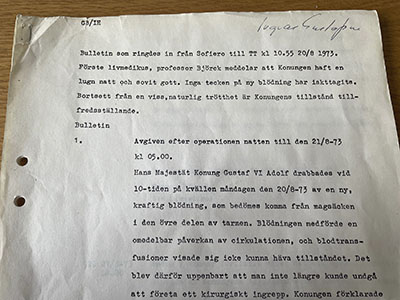 GB/IH
Ingvar Gustafson
Bulletin som ringdes in från Sofiero till TT kl 10.55 20/8 1973.
Förste livmedikus, professor Björck meddelar att Konungen haft en
lugn natt och sovit gott. Inga tecken på ny blödning har iakttagits.
Bortsett från en viss,naturlig trötthet är Konungens tillstånd till-
fredsställande.
Bulletin
1. Avgiven efter operationen natten till den 21/8-73
kl 05.00.
Hans Majestät Konung Gustaf VI Adolf drabbades vid
10-tiden på kvällen måndagen den 20/8-73 av en ny,
kraftig blödning, som bedömes komma från magsäcken
i den övre delen av tarmen. Blödningen medförde en
omedelbar påverkan av cirkulationen, och blodtrans-
fusioner visade sig icke kunna häva tillståndet. Det
blev därför uppenbart att man inte längre kunde undgå
att företa ett kirurgiskt ingrepp. Konungen förklarade